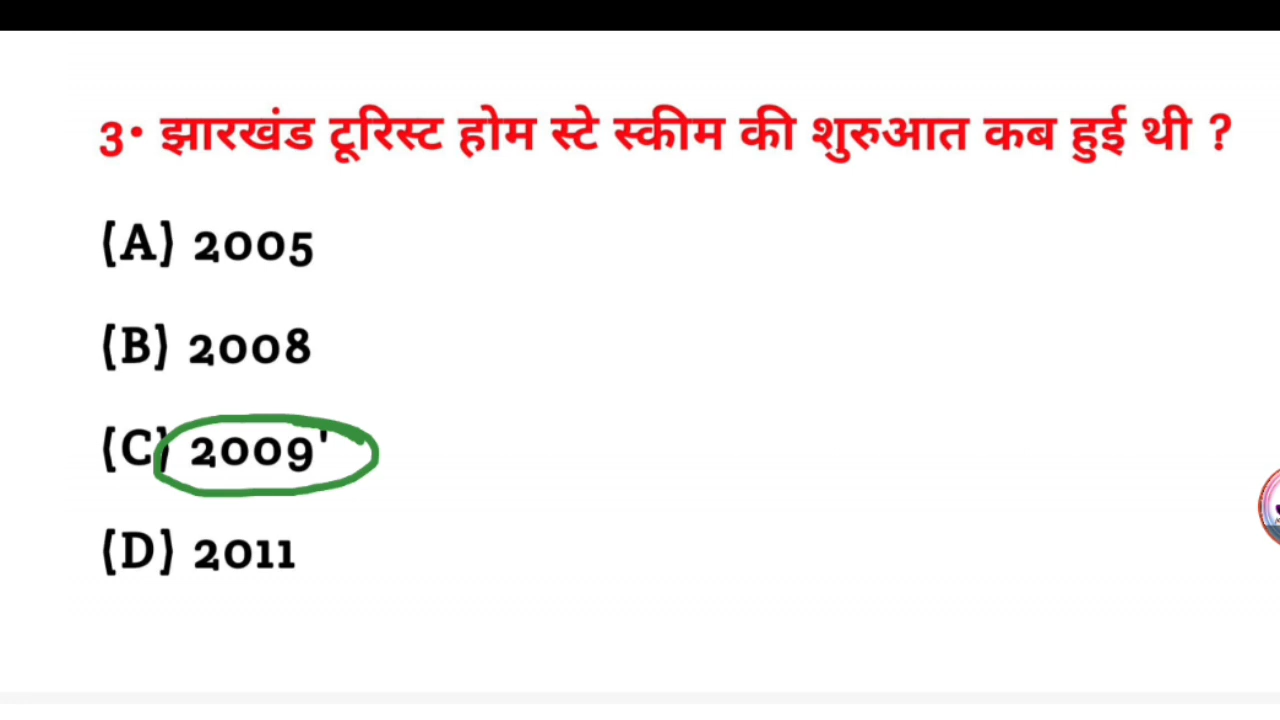 3• झारखंड टूरिस्ट होम स्टे स्कीम की शुरुआत कब हुई थी ?
(A) 2005
(B) 2008
(C) 2009'
(D) 2011